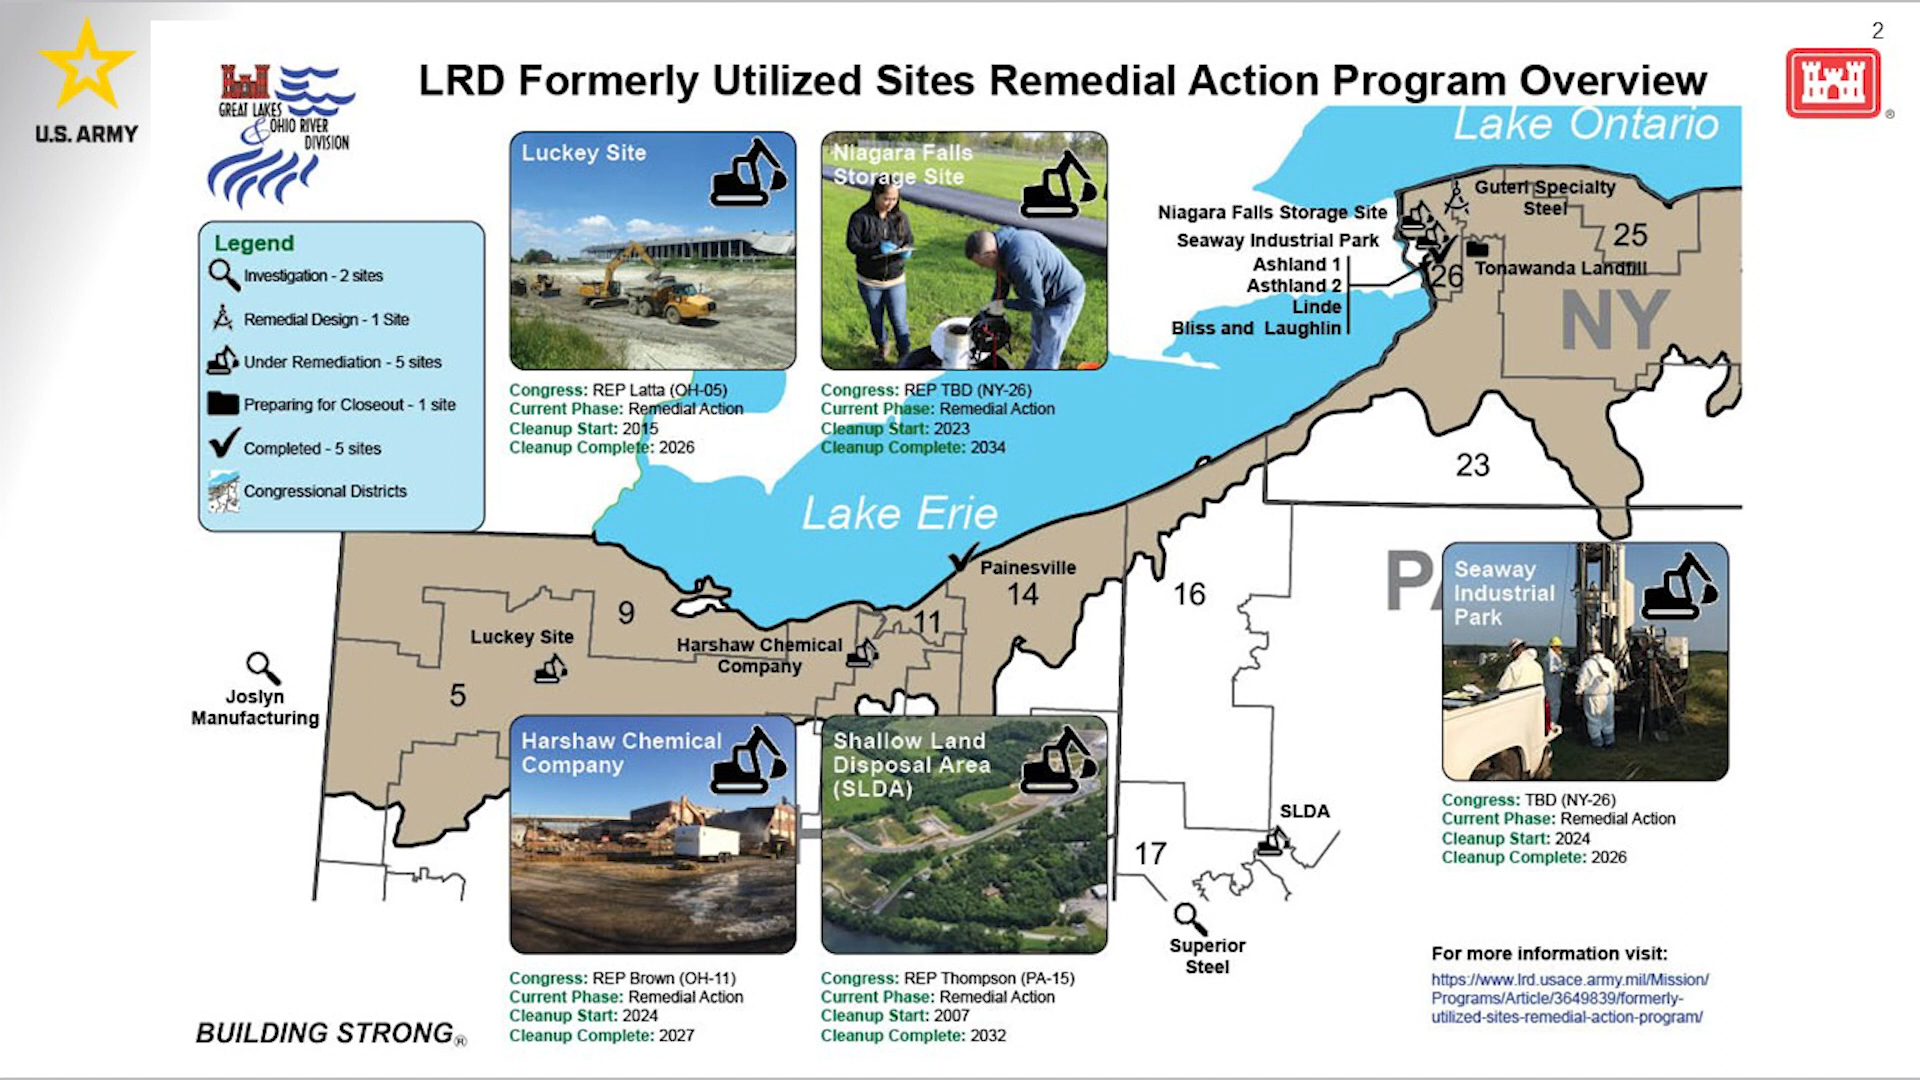 2
U.S. ARMY
GREAT LAKES
&
OHIO RIVER
DIVISION
LRD Formerly Utilized Sites Remedial Action Program Overview
®
Legend
Investigation - 2 sites
Remedial Design - 1 Site
Under Remediation - 5 sites
Preparing for Closeout - 1 site
Completed - 5 sites
Congressional Districts
Luckey Site
Congress: REP Latta (OH-05)
Current Phase: Remedial Action
Cleanup Start: 2015
Cleanup Complete: 2026
Niagara Falls
Storage Site
Congress: REP TBD (NY-26)
Current Phase: Remedial Action
Cleanup Start: 2023
Cleanup Complete: 2034
Lake Ontario
Guterl Specialty
Steel
Niagara Falls Storage Site
Seaway Industrial Park
Ashland 1
Asthland 2
Linde
Bliss and Laughlin
25
26
Tonawanda Landfill
NY
23
Lake Erie
Painesville
14
16
PA
9
11
Luckey Site
Harshaw Chemical
Company
5
Joslyn
Manufacturing
17
SLDA
Superior
Steel
Seaway
Industrial
Park
Congress: TBD (NY-26)
Current Phase: Remedial Action
Cleanup Start: 2024
Cleanup Complete: 2026
Harshaw Chemical
Company
Congress: REP Brown (OH-11)
Current Phase: Remedial Action
Cleanup Start: 2024
Cleanup Complete: 2027
Shallow Land
Disposal Area
(SLDA)
Congress: REP Thompson (PA-15)
Current Phase: Remedial Action
Cleanup Start: 2007
Cleanup Complete: 2032
For more information visit:
https://www.lrd.usace.army.mil/Mission/
Programs/Article/3649839/formerly-
utilized-sites-remedial-action-program/
BUILDING STRONG®